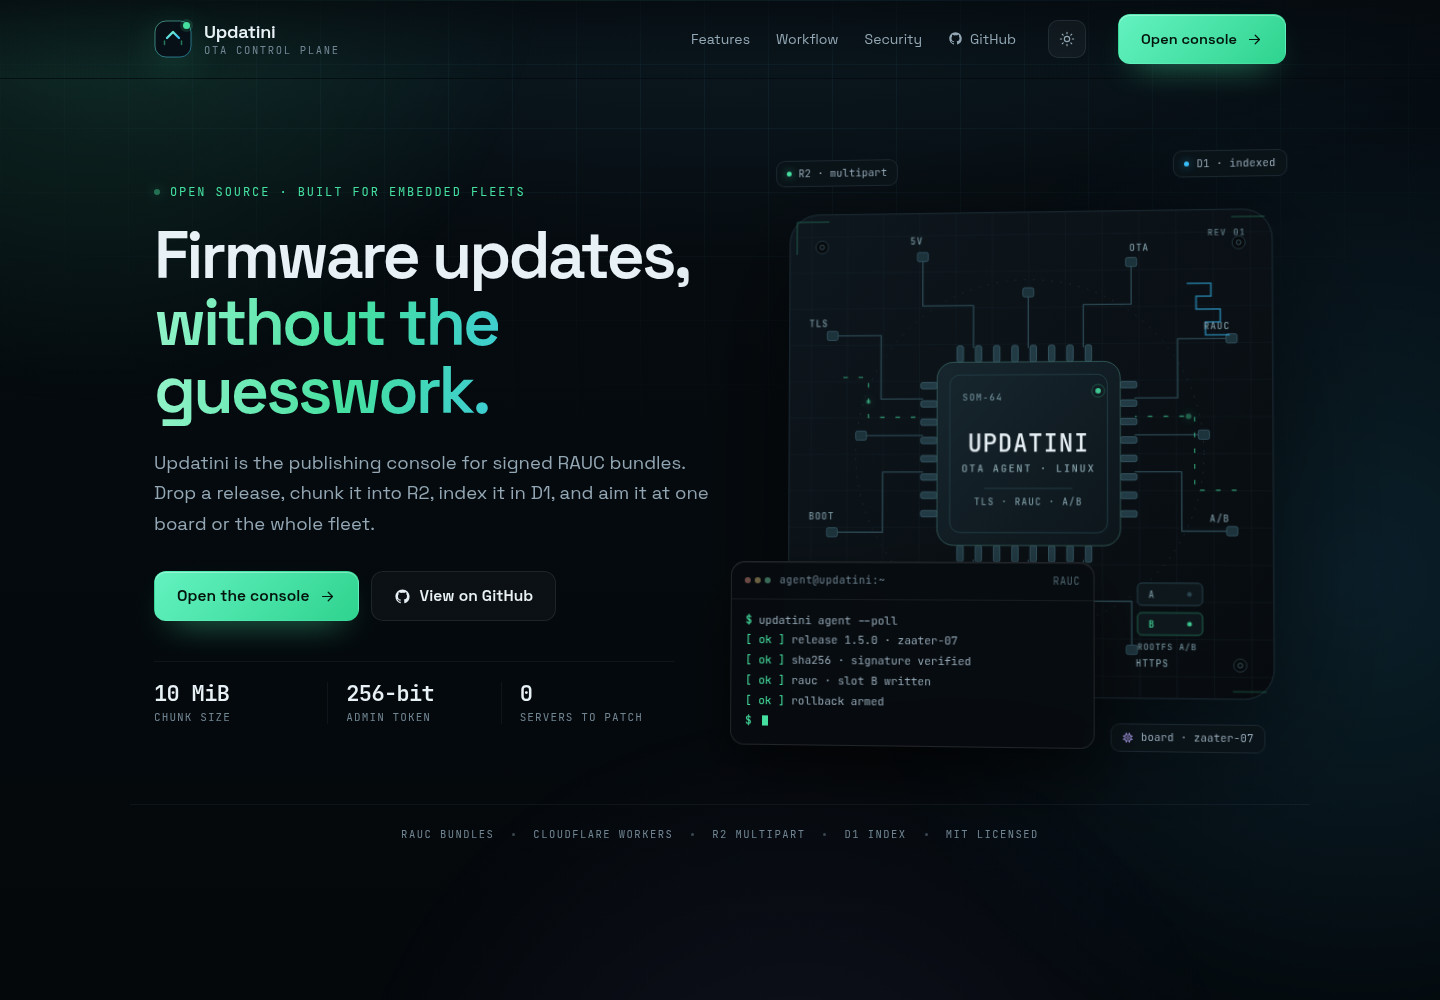 Updatini
OTA CONTROL PLANE
Features
Workflow
Security
GitHub
Open console →
OPEN SOURCE · BUILT FOR EMBEDDED FLEETS
Firmware updates,
without the
guesswork.
Updatini is the publishing console for signed RAUC bundles.
Drop a release, chunk it into R2, index it in D1, and aim it at one
board or the whole fleet.
Open the console →
View on GitHub
10 MiB
CHUNK SIZE
256-bit
ADMIN TOKEN
0
SERVERS TO PATCH
R2 · multipart
D1 · indexed
REV 01
5V
OTA
TLS
RAUC
SOM-64
UPDATINI
OTA AGENT · LINUX
TLS · RAUC · A/B
BOOT
A/B
agent@updatini:~
RAUC
$ updatini agent --poll
[ ok ] release 1.5.0 · zaater-07
[ ok ] sha256 · signature verified
[ ok ] rauc · slot B written
[ ok ] rollback armed
$
A
B
ROOTFS A/B
HTTPS
board · zaater-07
RAUC BUNDLES • CLOUDFLARE WORKERS • R2 MULTIPART • D1 INDEX • MIT LICENSED